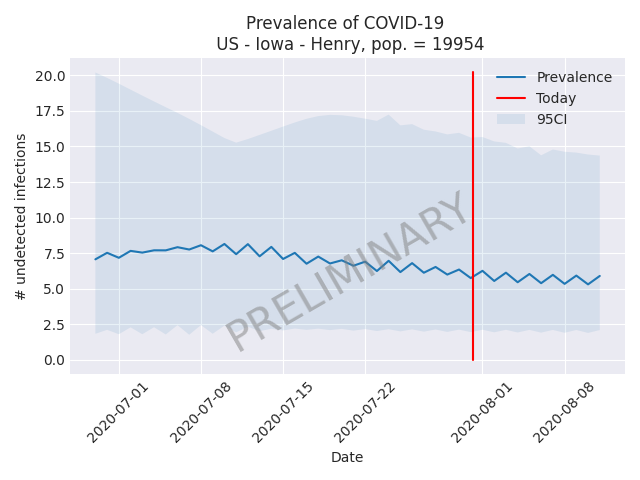 Prevalence of COVID-19
US - Iowa - Henry, pop. = 19954
# undetected infections
20.0
17.5
15.0
12.5
10.0
7.5
5.0
2.5
0.0
Prevalence
Today
95CI
PRELIMINARY
2020-07-01
2020-07-08
2020-07-15
2020-07-22
2020-08-01
2020-08-08
Date